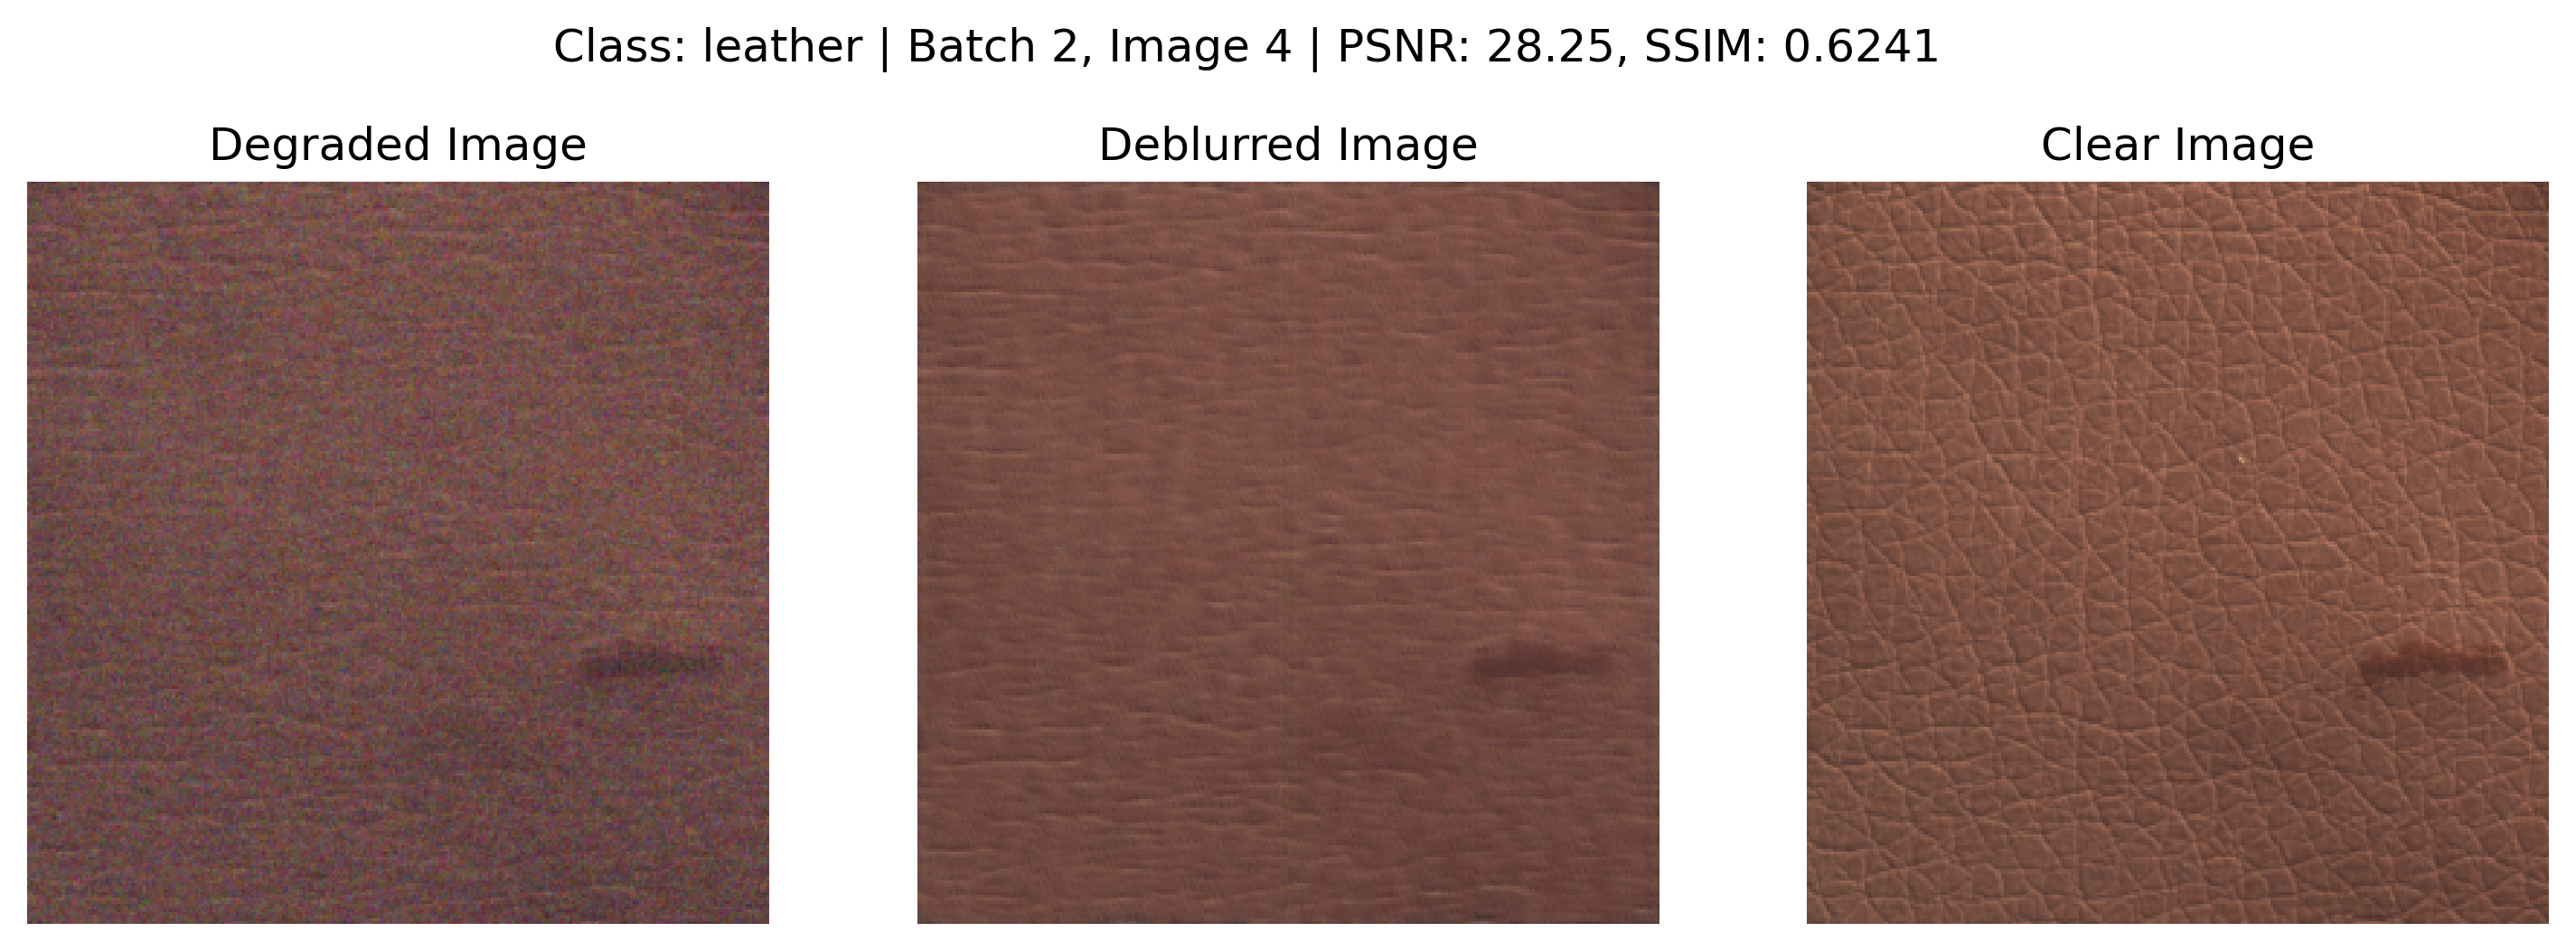 Class: leather | Batch 2, Image 4 | PSNR: 28.25, SSIM: 0.6241
Degraded Image
Deblurred Image
Clear Image